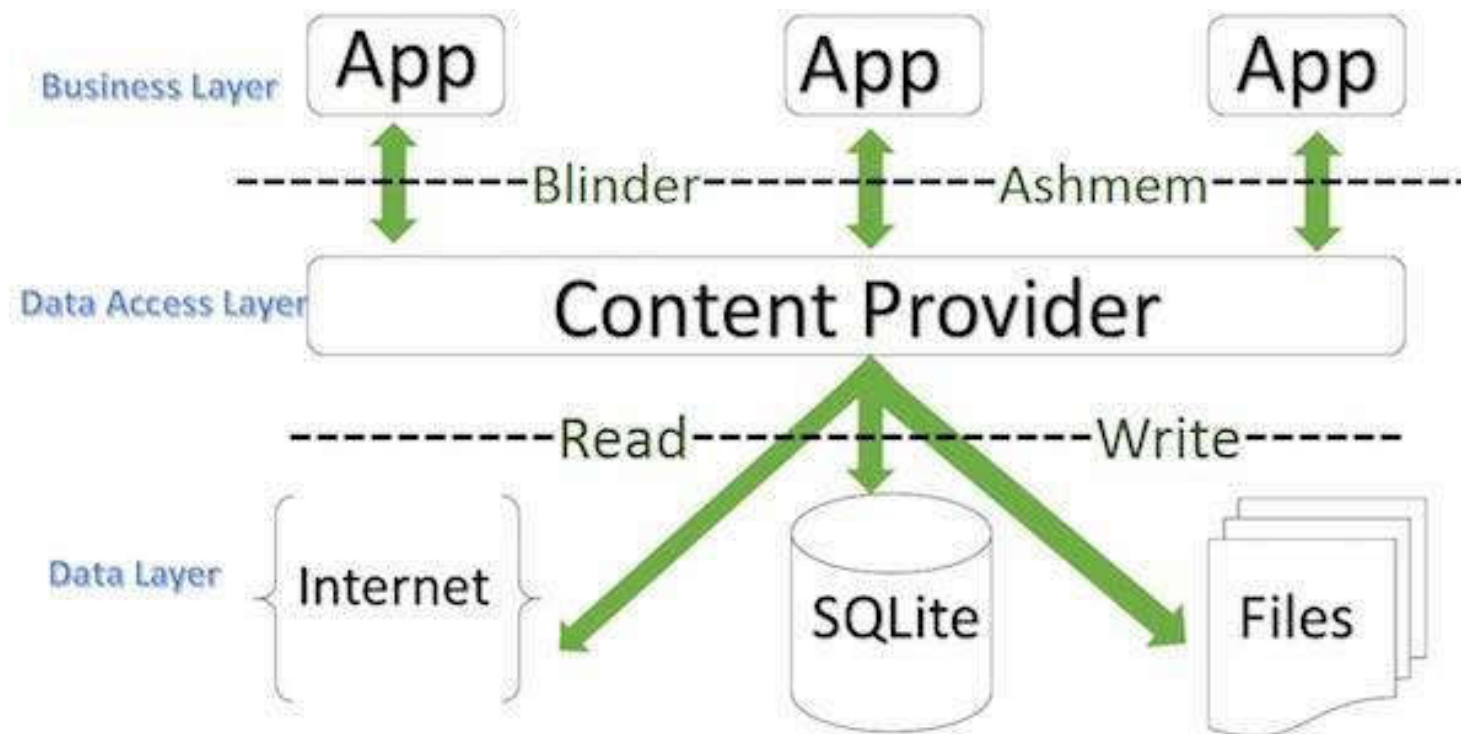 App App App
Business Layer
Blinder Ashmem
Data Access Layer Content Provider
Read Write
Data Layer Internet SQLite Files